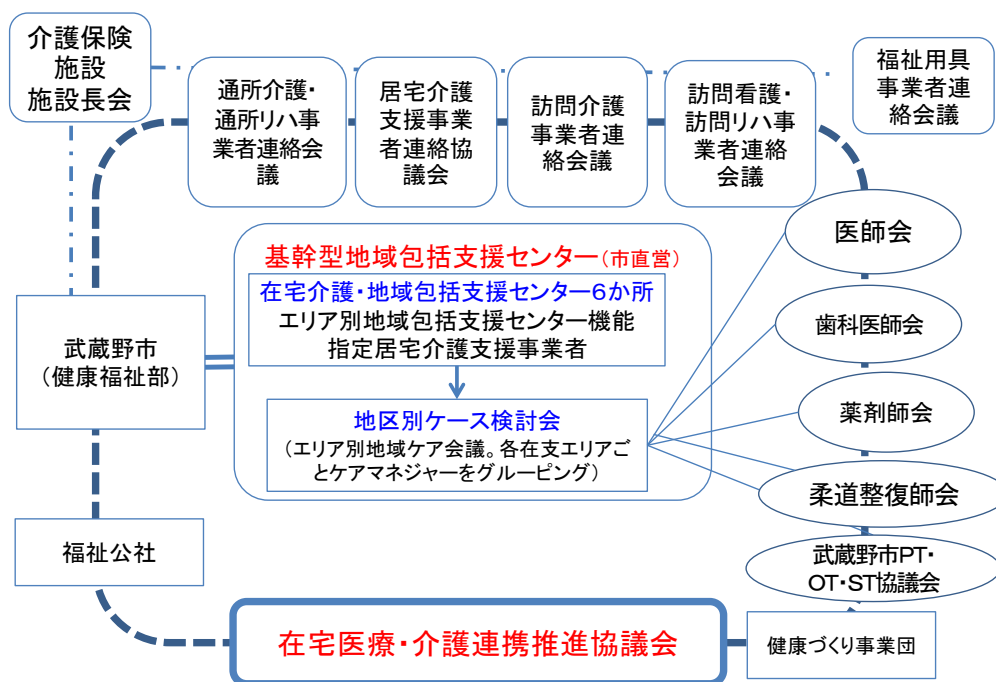 介護保険
施設
施設長会
通所介護・
通所リハ事
業者連絡会
議
居宅介護
支援事業
者連絡協
議会
訪問介護
事業者連
絡会議
訪問看護・
訪問リハ事
業者連絡
会議
福祉用具
事業者連
絡会議
基幹型地域包括支援センター(市直営)
在宅介護・地域包括支援センター6か所
エリア別地域包括支援センター機能
指定居宅介護支援事業者
地区別ケース検討会
(エリア別地域ケア会議。各在支エリアご
とケアマネジャーをグルーピング)
武蔵野市
(健康福祉部)
福祉公社
医師会
歯科医師会
薬剤師会
柔道整復師会
武蔵野市PT・
OT・ST協議会
健康づくり事業団
在宅医療・介護連携推進協議会